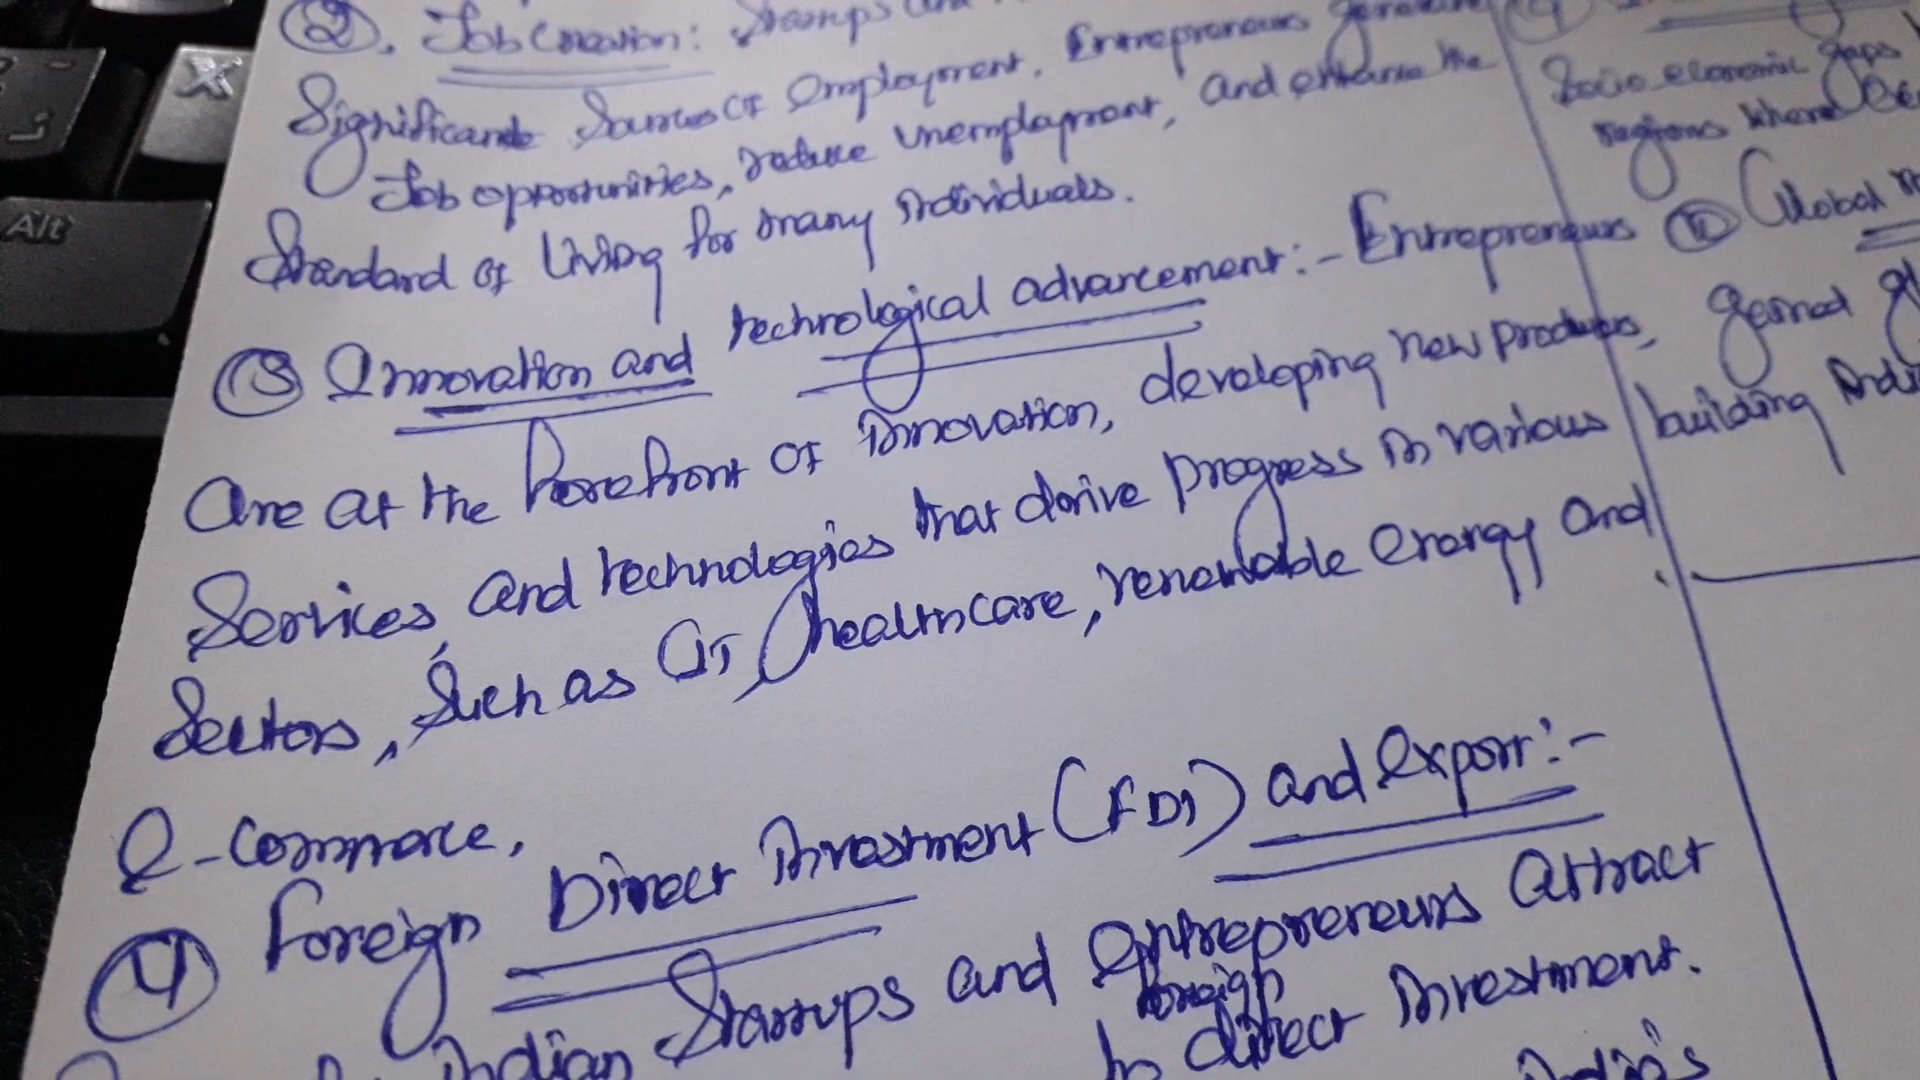 ②. Job Creation: Startups and
Significant Sources of employment. Entrepreneurs generate
Job opportunities, reduce unemployment, and enhance the
Standard of living for many individuals.
③ Innovation and technological advancement:- Entrepreneurs
are at the forefront of innovation, developing new products,
Services, and technologies that derive progress in various
Sectors, Such as IT, healthcare, renewable energy and
E-commerce.
④ Foreign Direct Investment (FDI) and export:-
Indian Startups and entrepreneurs attract
foreign
to direct investment.
India's
Socio economic gaps
regions where
Global
building
Alt
X